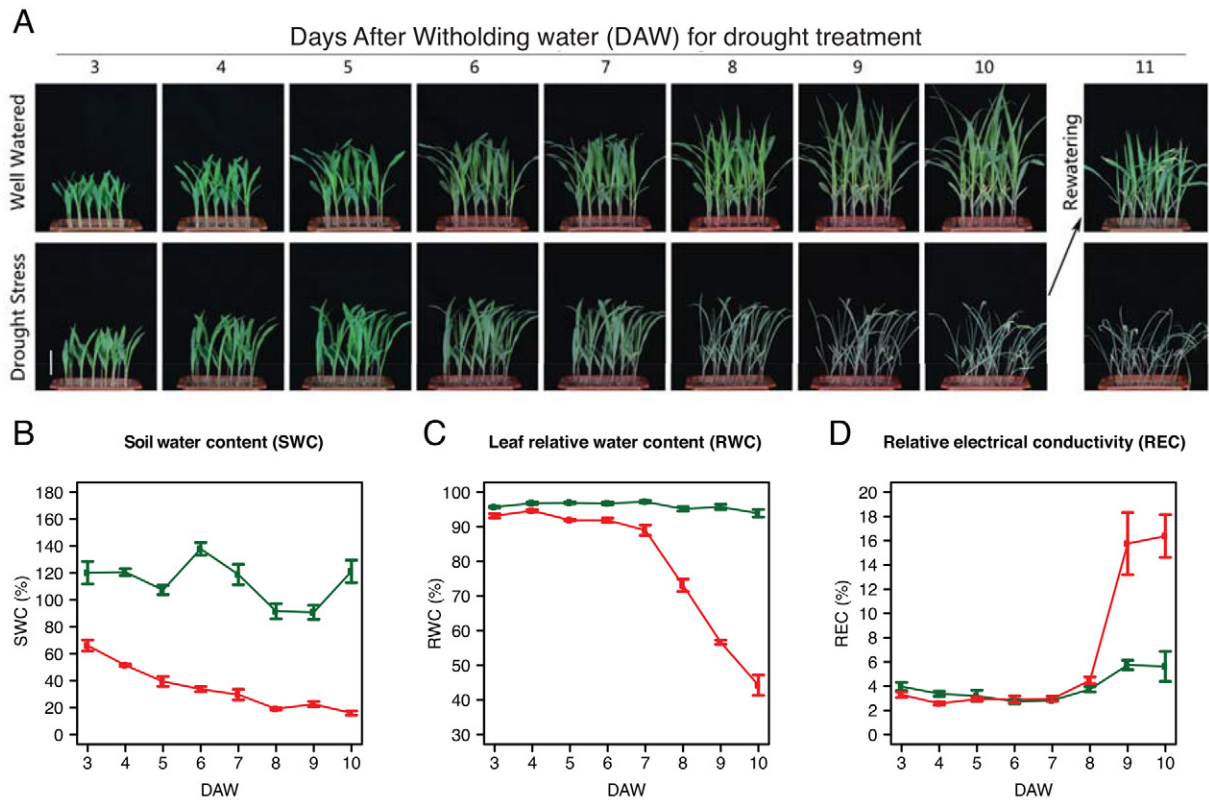 A
Days After Witholding water (DAW) for drought treatment
3 4 5 6 7 8 9 10 11
Well Watered
Rewatering
Drought Stress
B
Soil water content (SWC)
SWC (%)
180
160
140
120
100
80
60
40
20
0
3 4 5 6 7 8 9 10
DAW
C
Leaf relative water content (RWC)
RWC (%)
100
90
80
70
60
50
40
30
3 4 5 6 7 8 9 10
DAW
D
Relative electrical conductivity (REC)
REC (%)
20
18
16
14
12
10
8
6
4
2
0
3 4 5 6 7 8 9 10
DAW